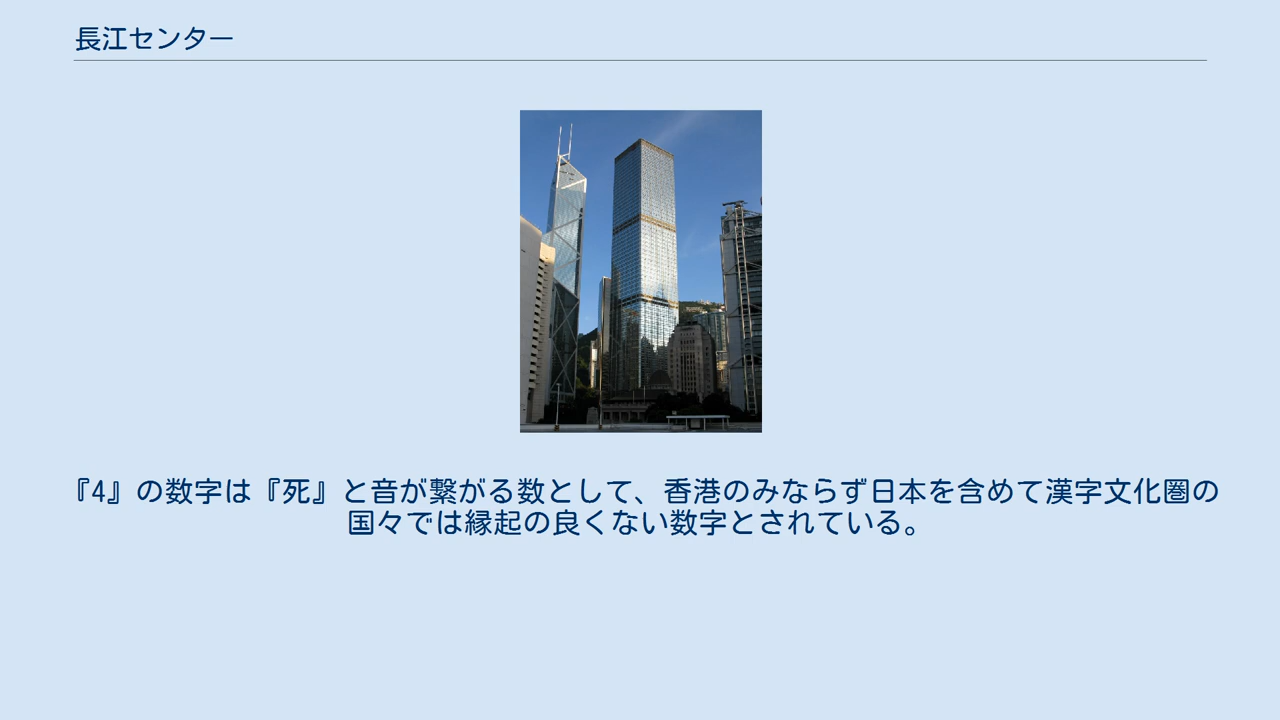 長江センター
『4』の数字は『死』と音が繋がる数として、香港のみならず日本を含めて漢字文化圏の
国々では縁起の良くない数字とされている。